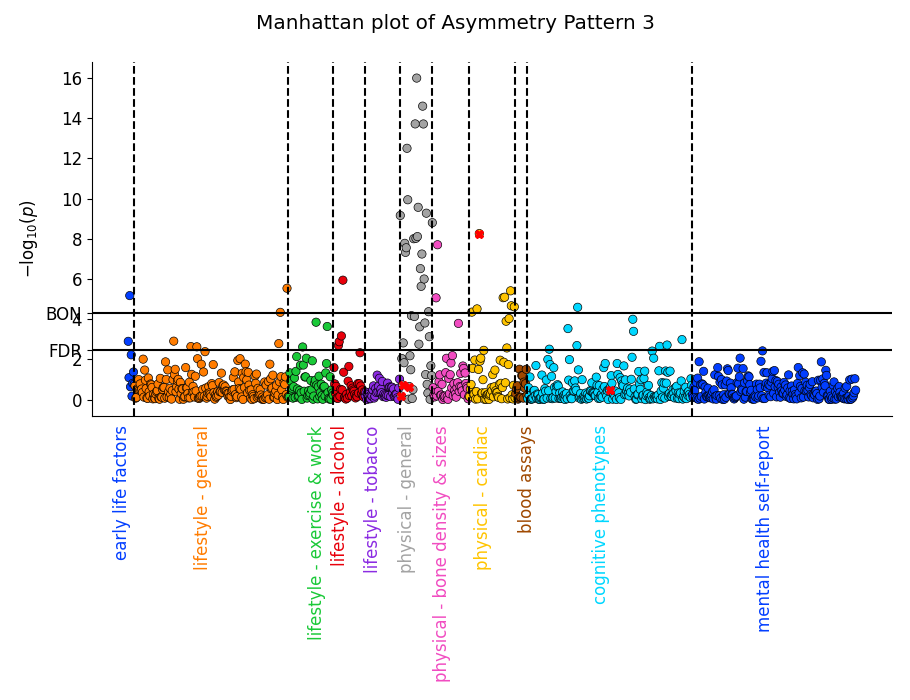 Manhattan plot of Asymmetry Pattern 3
−log₁₀(p)
16
14
12
10
8
6
BON
4
FDR
2
0
early life factors
lifestyle - general
lifestyle - exercise & work
lifestyle - alcohol
lifestyle - tobacco
physical - general
physical - bone density & sizes
physical - cardiac
blood assays
cognitive phenotypes
mental health self-report